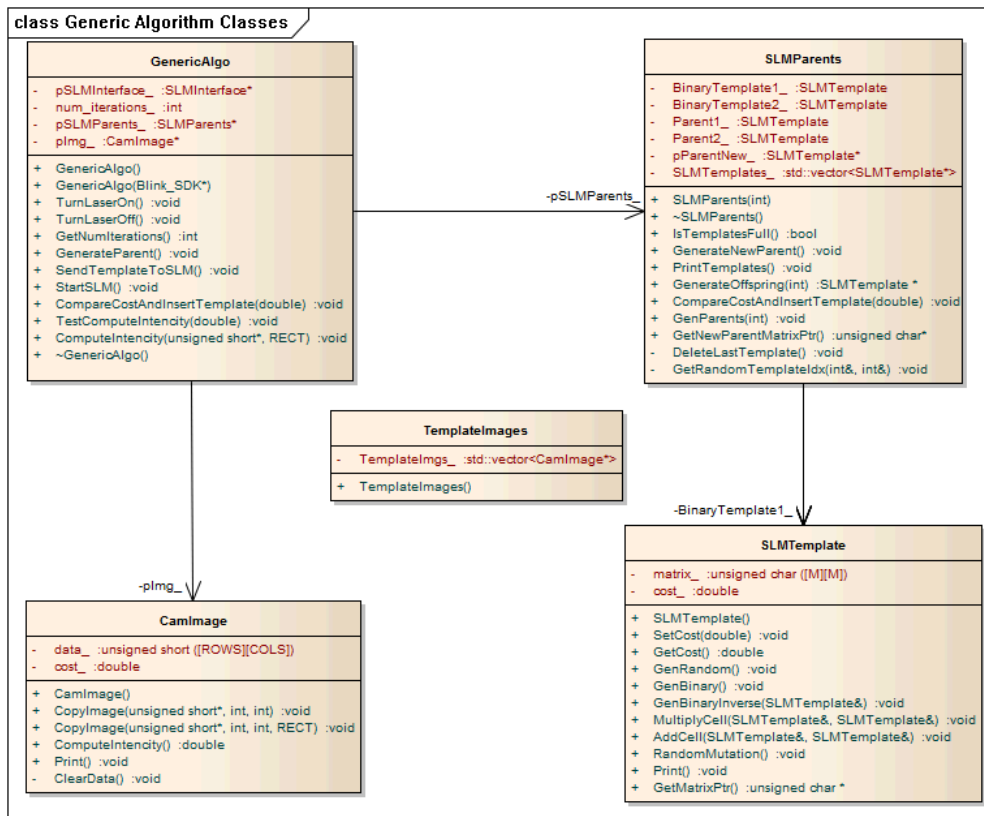 class Generic Algorithm Classes
GenericAlgo
- pSLMInterface_ :SLMInterface*
- num_iterations_ :int
- pSLMParents_ :SLMParents*
- pImg_ :CamImage*
+ GenericAlgo()
+ GenericAlgo(Blink_SDK*)
+ TurnLaserOn() :void
+ TurnLaserOff() :void
+ GetNumIterations() :int
+ GenerateParent() :void
+ SendTemplateToSLM() :void
+ StartSLM() :void
+ CompareCostAndInsertTemplate(double) :void
+ TestComputeIntencity(double) :void
+ ComputeIntencity(unsigned short*, RECT) :void
+ ~GenericAlgo()
-pSLMParents_
SLMParents
- BinaryTemplate1_ :SLMTemplate
- BinaryTemplate2_ :SLMTemplate
- Parent1_ :SLMTemplate
- Parent2_ :SLMTemplate
- pParentNew_ :SLMTemplate*
- SLMTemplates_ :std::vector<SLMTemplate*>
+ SLMParents(int)
+ ~SLMParents()
+ IsTemplatesFull() :bool
+ GenerateNewParent() :void
+ PrintTemplates() :void
+ GenerateOffspring(int) :SLMTemplate *
+ CompareCostAndInsertTemplate(double) :void
+ GenParents(int) :void
+ GetNewParentMatrixPtr() :unsigned char*
- DeleteLastTemplate() :void
- GetRandomTemplateIdx(int&, int&) :void
TemplateImages
- TemplateImgs_ :std::vector<CamImage*>
+ TemplateImages()
-pImg_
CamImage
- data_ :unsigned short ([ROWS][COLS])
- cost_ :double
+ CamImage()
+ CopyImage(unsigned short*, int, int) :void
+ CopyImage(unsigned short*, int, int, RECT) :void
+ ComputeIntencity() :double
+ Print() :void
- ClearData() :void
-BinaryTemplate1_
SLMTemplate
- matrix_ :unsigned char ([M][M])
- cost_ :double
+ SLMTemplate()
+ SetCost(double) :void
+ GetCost() :double
+ GenRandom() :void
+ GenBinary() :void
+ GenBinaryInverse(SLMTemplate&) :void
+ MultiplyCell(SLMTemplate&, SLMTemplate&) :void
+ AddCell(SLMTemplate&, SLMTemplate&) :void
+ RandomMutation() :void
+ Print() :void
+ GetMatrixPtr() :unsigned char *